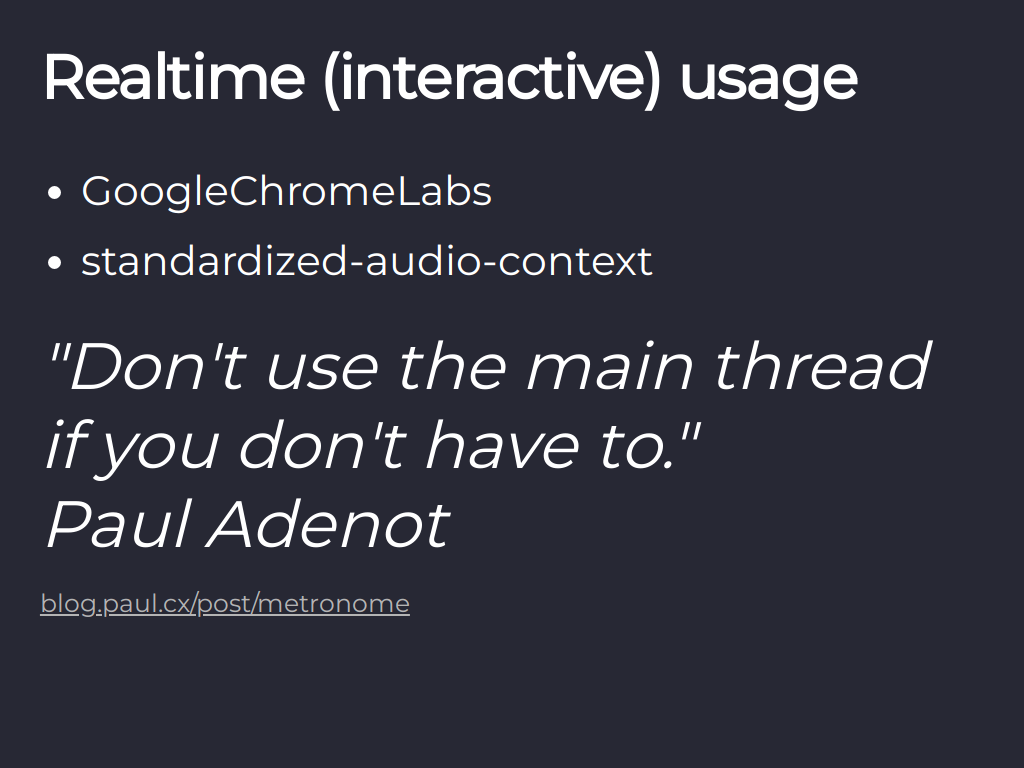 Realtime (interactive) usage
• GoogleChromeLabs
• standardized-audio-context
"Don't use the main thread
if you don't have to."
Paul Adenot
blog.paul.cx/post/metronome